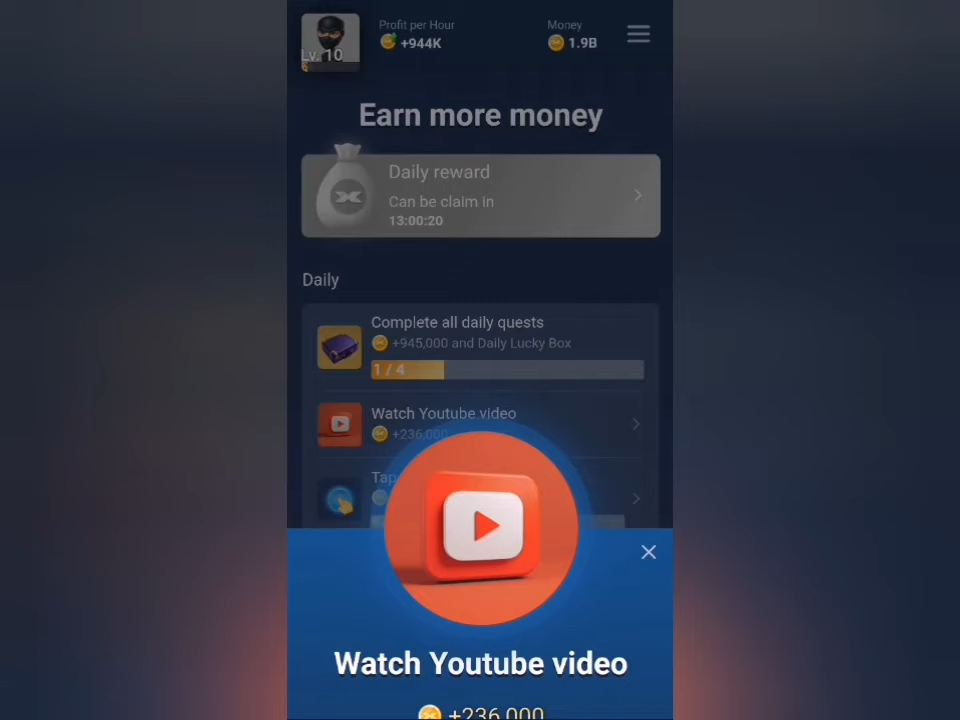 Profit per Hour
+944K
Money
1.9B
Lv. 10
Earn more money
Daily reward
Can be claim in
13:00:20
Daily
Complete all daily quests
+945,000 and Daily Lucky Box
1 / 4
Watch Youtube video
+236,000
Tap
Watch Youtube video
+236,000